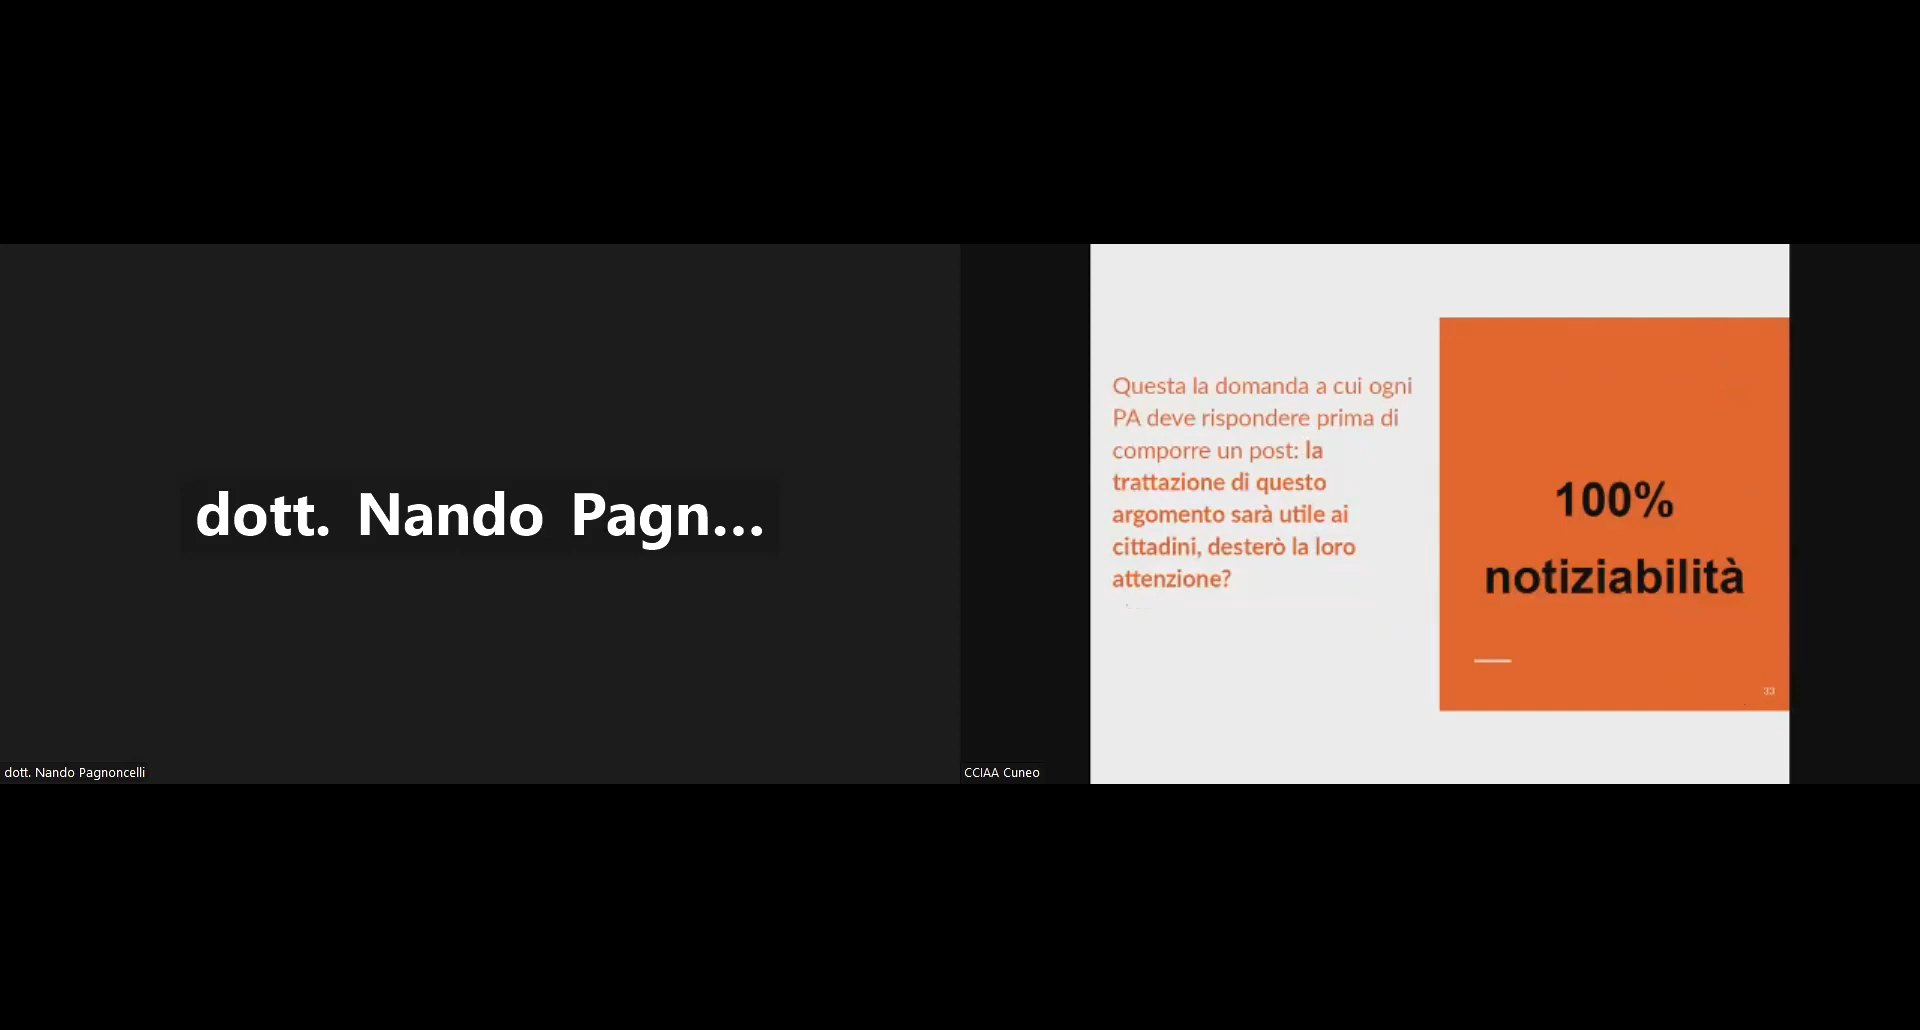 dott. Nando Pagn...
dott. Nando Pagnoncelli
Questa la domanda a cui ogni
PA deve rispondere prima di
comporre un post: la
trattazione di questo
argomento sarà utile ai
cittadini, desterò la loro
attenzione?
100%
notiziabilità
33
CCIAA Cuneo